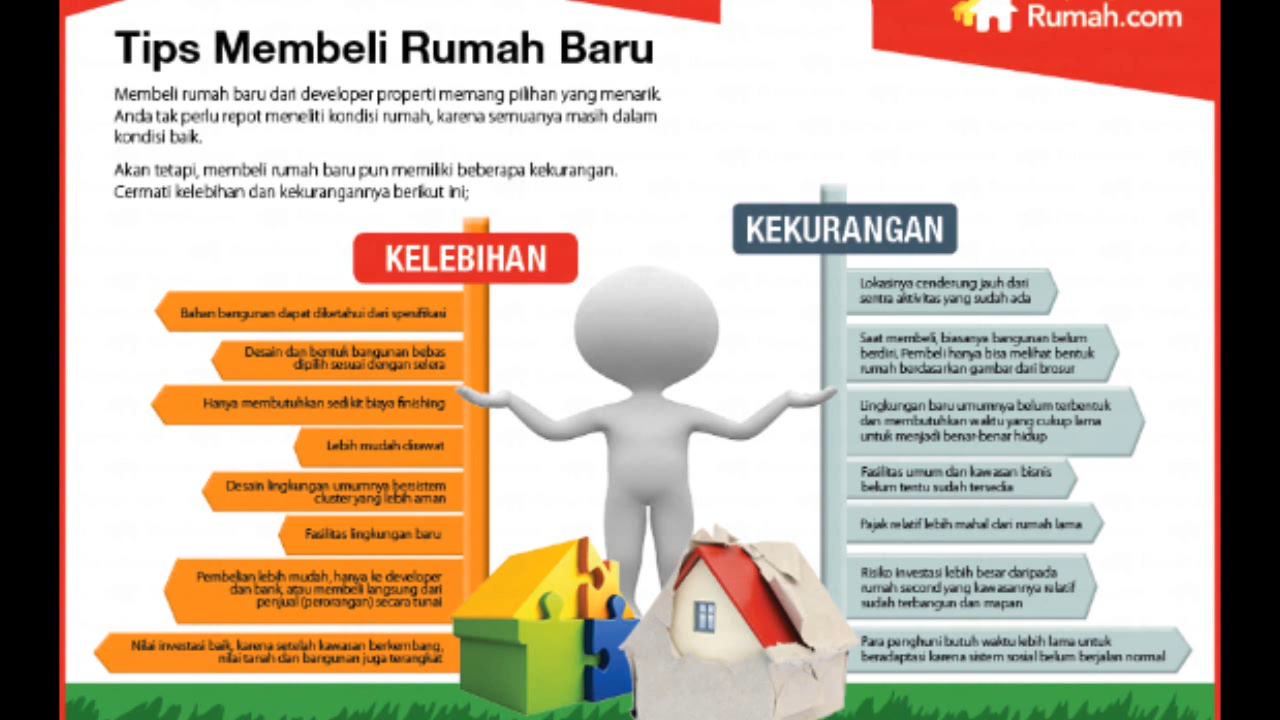 Rumah.com
Tips Membeli Rumah Baru
Membeli rumah baru dari developer properti memang pilihan yang menarik.
Anda tak perlu repot meneliti kondisi rumah, karena semuanya masih dalam
kondisi baik.
Akan tetapi, membeli rumah baru pun memiliki beberapa kekurangan.
Cermati kelebihan dan kekurangannya berikut ini;
KELEBIHAN
Bahan bangunan dapat diketahui dari spesifikasi
Desain dan bentuk bangunan bebas
dipilih sesuai dengan selera
Hanya membutuhkan sedikit biaya finishing
Lebih mudah dirawat
Desain lingkungan umumnya bersistem
cluster yang lebih aman
Fasilitas lingkungan baru
Pembelian lebih mudah, hanya ke developer
dan bank, atau membeli langsung dari
penjual (perorangan) secara tunai
Nilai investasi baik, karena setelah kawasan berkembang,
nilai tanah dan bangunan juga terangkat
KEKURANGAN
Lokasinya cenderung jauh dari
sentra aktivitas yang sudah ada
Saat membeli, biasanya bangunan belum
berdiri. Pembeli hanya bisa melihat bentuk
rumah berdasarkan gambar dari brosur
Lingkungan baru umumnya belum terbentuk
dan membutuhkan waktu yang cukup lama
untuk menjadi benar-benar hidup
Fasilitas umum dan kawasan bisnis
belum tentu sudah tersedia
Pajak relatif lebih mahal dari rumah lama
Risiko investasi lebih besar daripada
rumah second yang kawasannya relatif
sudah terbangun dan mapan
Para penghuni butuh waktu lebih lama untuk
beradaptasi karena sistem sosial belum berjalan normal